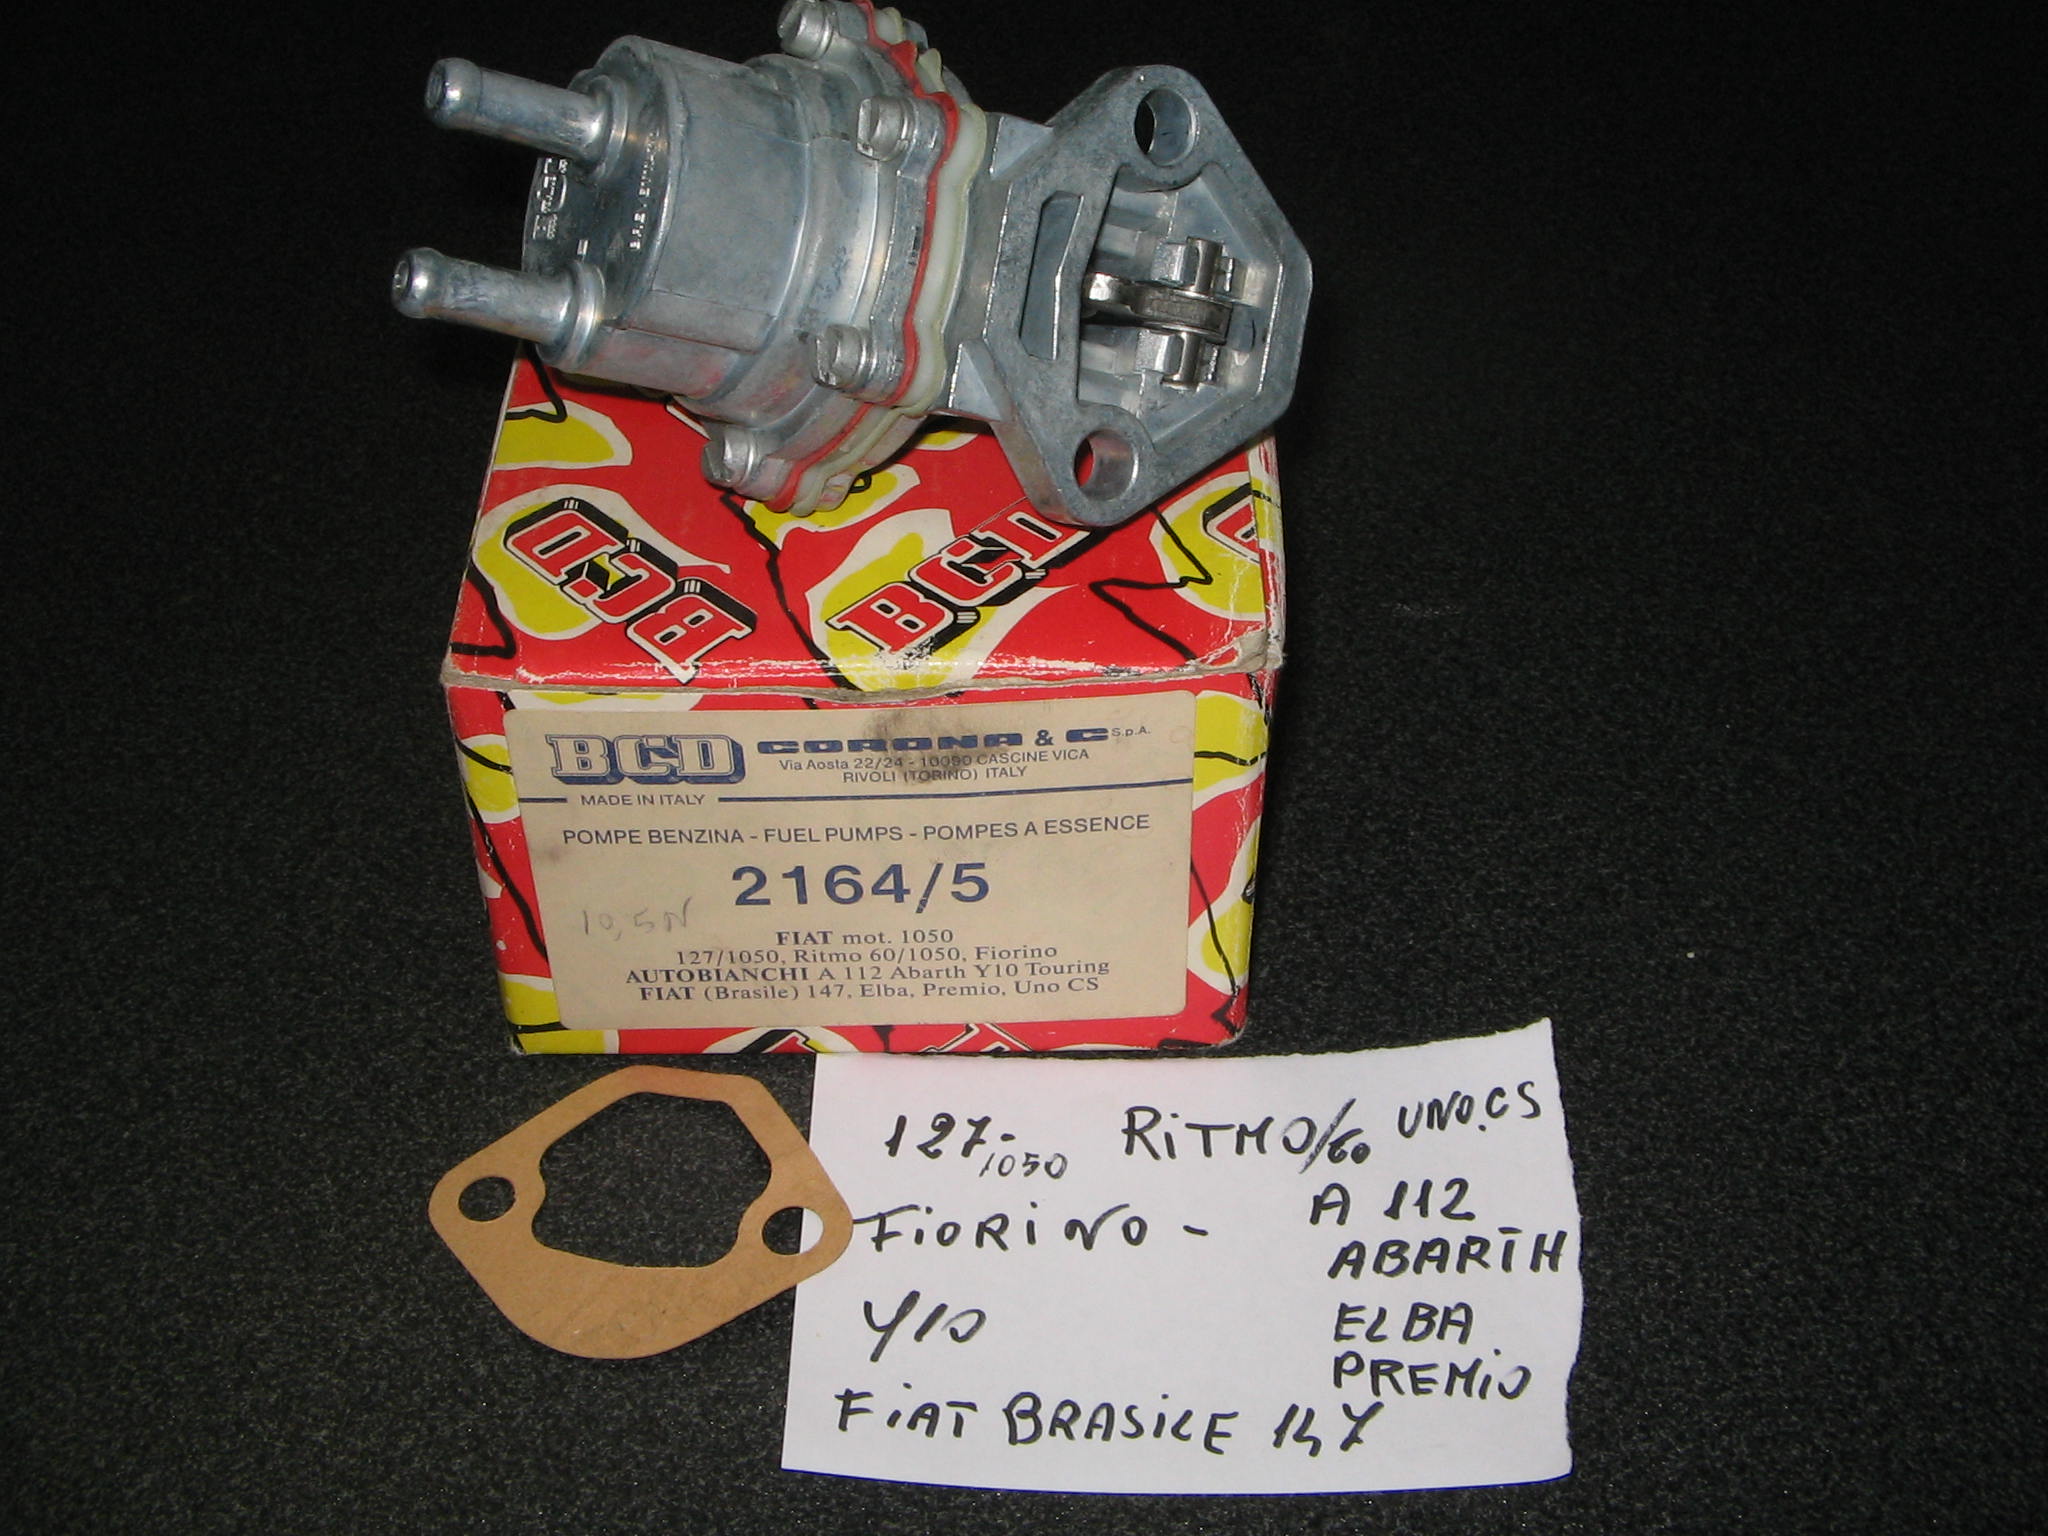 BCD
BCD
BCD CORONA & C S.p.A.
Via Aosta 22/24 - 10090 CASCINE VICA
RIVOLI (TORINO) ITALY
MADE IN ITALY
POMPE BENZINA - FUEL PUMPS - POMPES A ESSENCE
2164/5
10,5N
FIAT mot. 1050
127/1050, Ritmo 60/1050, Fiorino
AUTOBIANCHI A 112 Abarth Y10 Touring
FIAT (Brasile) 147, Elba, Premio, Uno CS
127-1050 RiTMO/60 UNO.CS
FiORiNO - A 112
ABARTH
Y10 ELBA
PREMiO
FiAT BRASILE 147